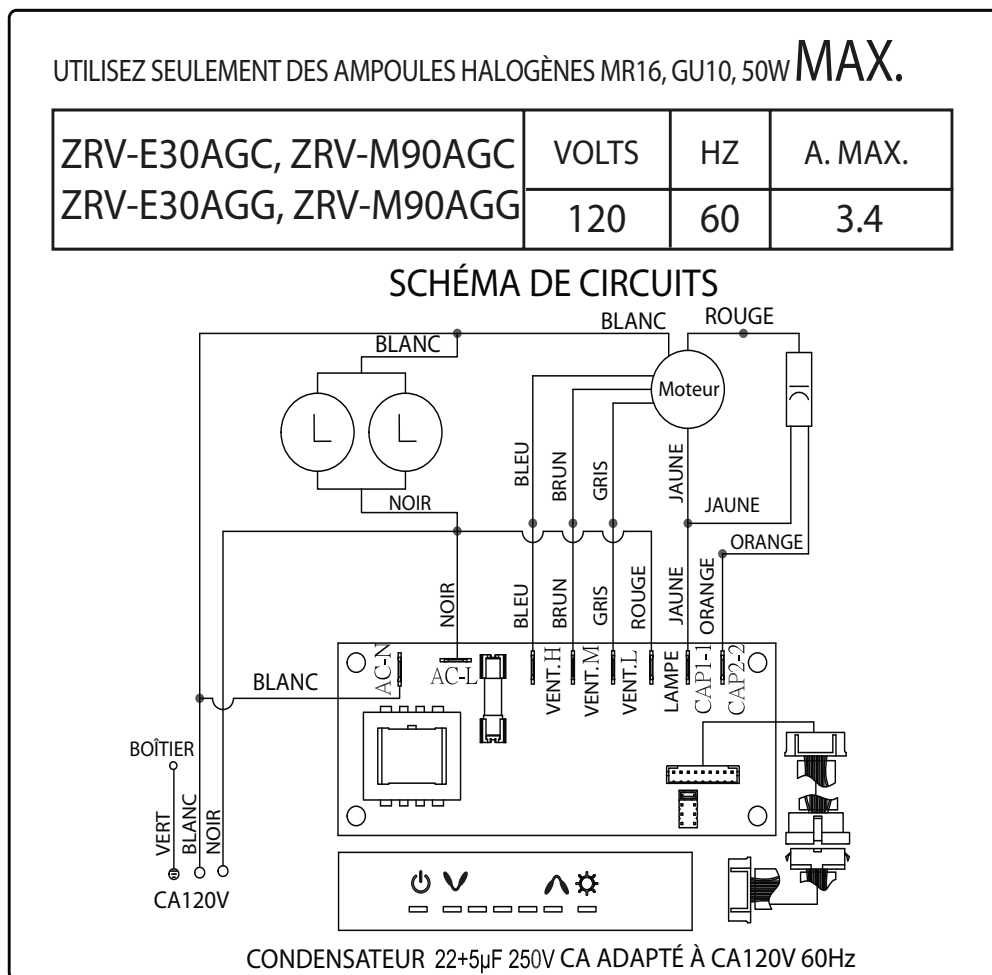 UTILISEZ SEULEMENT DES AMPOULES HALOGÈNES MR16, GU10, 50W MAX.
ZRV-E30AGC, ZRV-M90AGC
ZRV-E30AGG, ZRV-M90AGG
VOLTS HZ A. MAX.
120 60 3.4
SCHÉMA DE CIRCUITS
BLANC ROUGE
BLANC
Moteur
L L
BLEU BRUN GRIS JAUNE
NOIR JAUNE
ORANGE
NOIR BLEU BRUN GRIS ROUGE JAUNE ORANGE
AC-N AC-L VENT.H VENT.M VENT.L LAMPE CAP1-1 CAP2-2
BLANC
BOÎTIER
VERT BLANC NOIR
CA120V
CONDENSATEUR 22+5µF 250V CA ADAPTÉ À CA120V 60Hz